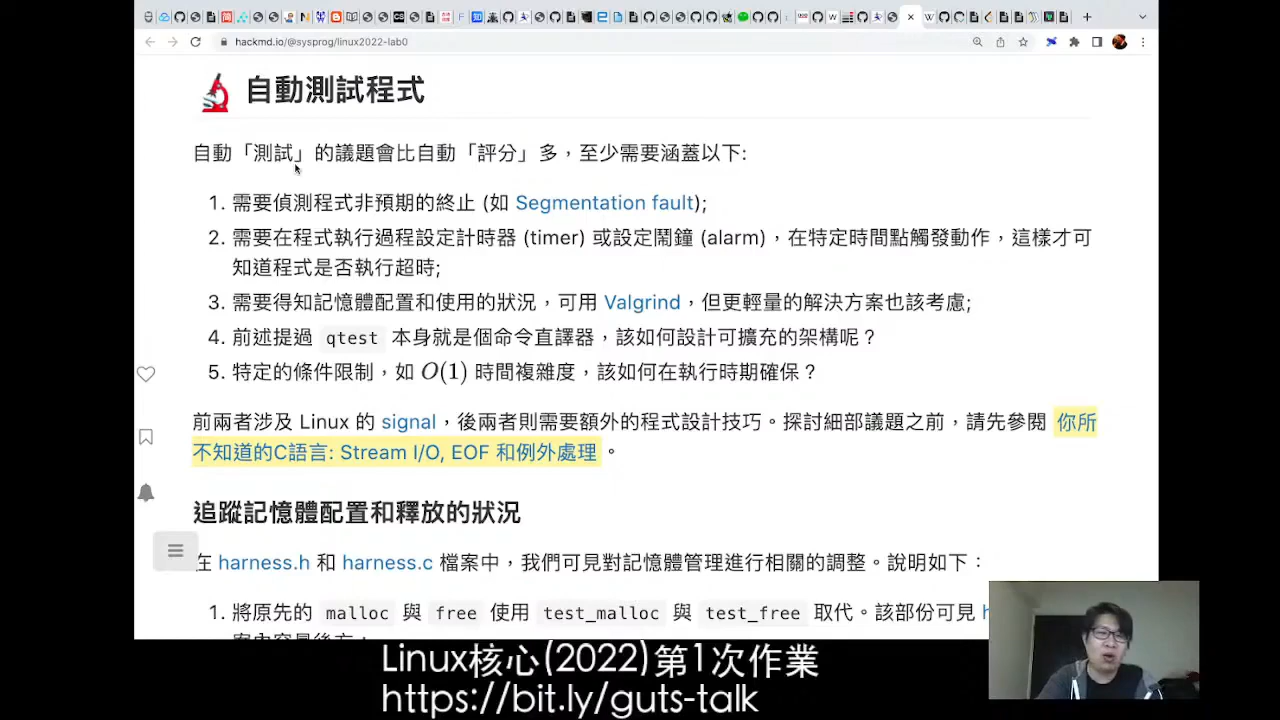 hackmd.io/@sysprog/linux2022-lab0
自動測試程式
自動「測試」的議題會比自動「評分」多，至少需要涵蓋以下:
1. 需要偵測程式非預期的終止 (如 Segmentation fault);
2. 需要在程式執行過程設定計時器 (timer) 或設定鬧鐘 (alarm)，在特定時間點觸發動作，這樣才可
知道程式是否執行超時;
3. 需要得知記憶體配置和使用的狀況，可用 Valgrind，但更輕量的解決方案也該考慮;
4. 前述提過 qtest 本身就是個命令直譯器，該如何設計可擴充的架構呢？
5. 特定的條件限制，如 O(1) 時間複雜度，該如何在執行時期確保？
前兩者涉及 Linux 的 signal，後兩者則需要額外的程式設計技巧。探討細部議題之前，請先參閱 你所
不知道的C語言: Stream I/O, EOF 和例外處理 。
追蹤記憶體配置和釋放的狀況
在 harness.h 和 harness.c 檔案中，我們可見對記憶體管理進行相關的調整。說明如下：
1. 將原先的 malloc 與 free 使用 test_malloc 與 test_free 取代。該部份可見 h
Linux核心(2022)第1次作業
https://bit.ly/guts-talk